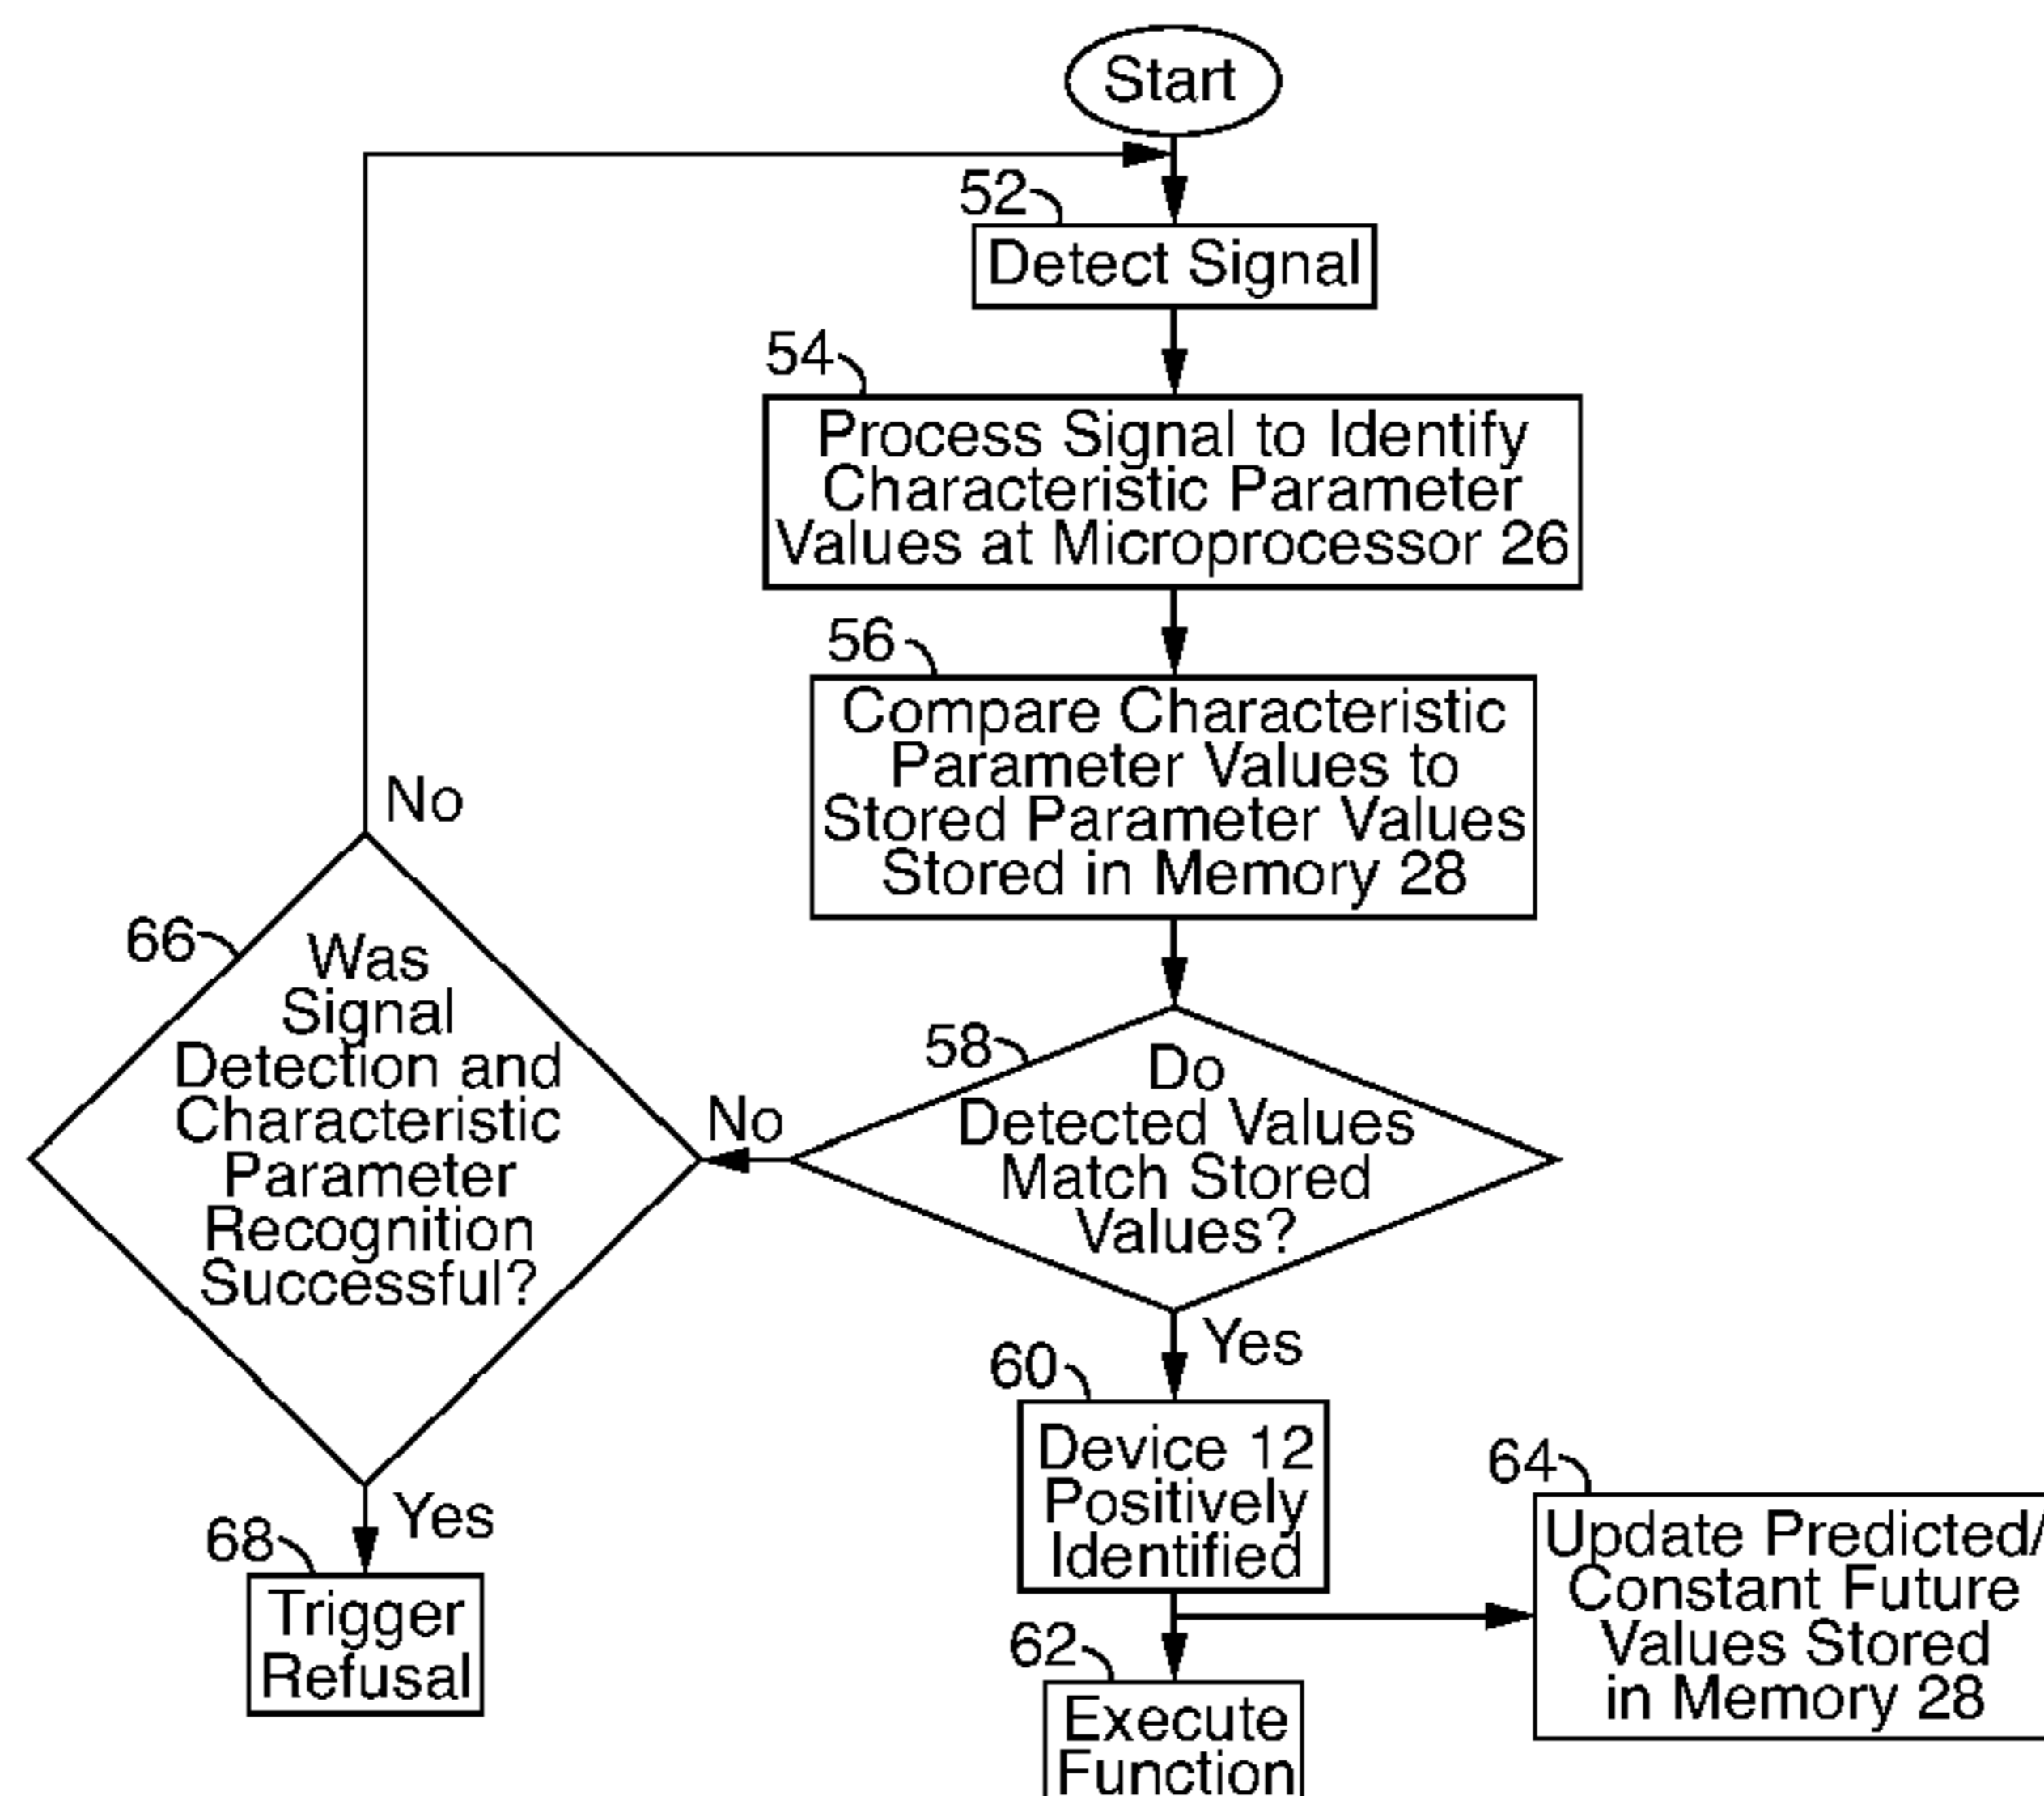 Start
52
Detect Signal
54
Process Signal to Identify
Characteristic Parameter
Values at Microprocessor 26
56
Compare Characteristic
Parameter Values to
Stored Parameter Values
Stored in Memory 28
No
66
Was
Signal
Detection and
Characteristic
Parameter
Recognition
Successful?
58
No
Do
Detected Values
Match Stored
Values?
Yes
60
Device 12
Positively
Identified
64
Update Predicted/
Constant Future
Values Stored
in Memory 28
Yes
68
Trigger
Refusal
62
Execute
Function